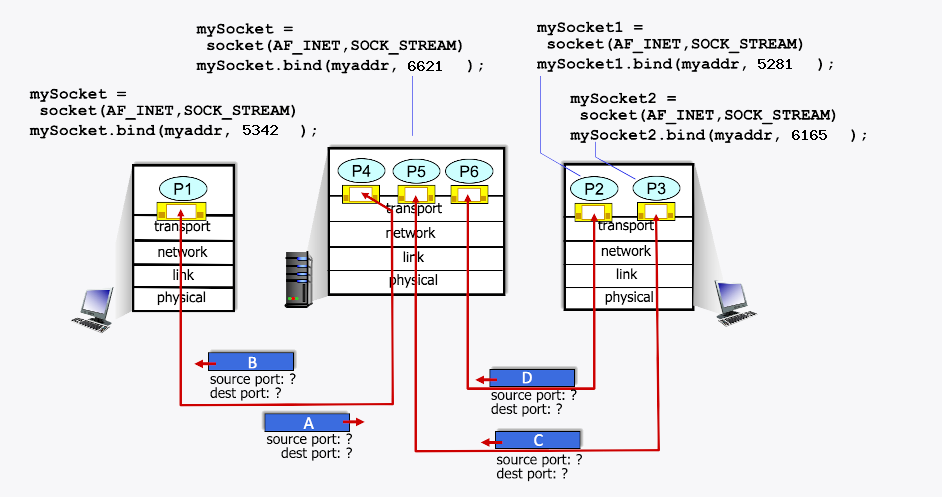 mySocket =
socket(AF_INET,SOCK_STREAM)
mySocket.bind(myaddr, 6621 );
mySocket1 =
socket(AF_INET,SOCK_STREAM)
mySocket1.bind(myaddr, 5281 );
mySocket =
socket(AF_INET,SOCK_STREAM)
mySocket.bind(myaddr, 5342 );
mySocket2 =
socket(AF_INET,SOCK_STREAM)
mySocket2.bind(myaddr, 6165 );
P1
transport
network
link
physical
P4 P5 P6
transport
network
link
physical
P2 P3
transport
network
link
physical
B
source port: ?
dest port: ?
A
source port: ?
dest port: ?
D
source port: ?
dest port: ?
C
source port: ?
dest port: ?